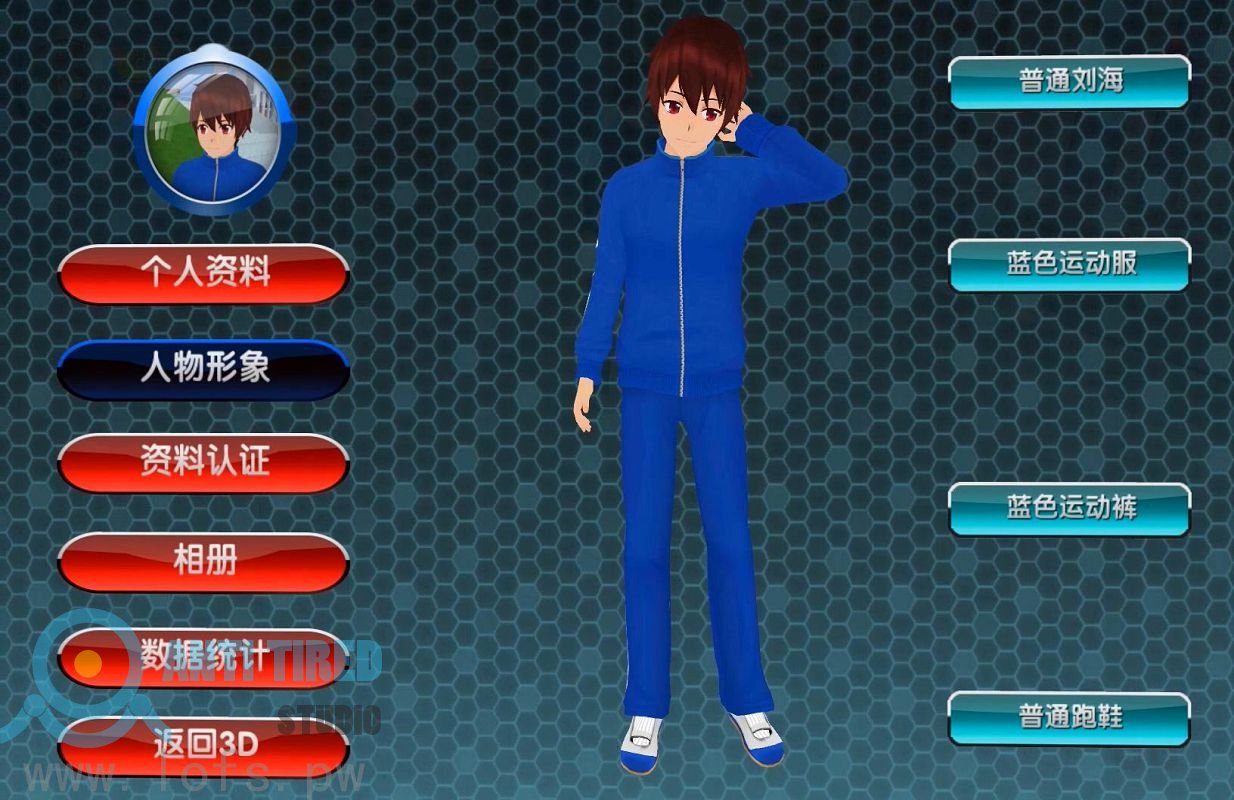 个人资料
人物形象
资料认证
相册
数据统计
返回3D
普通刘海
蓝色运动服
蓝色运动裤
普通跑鞋
ANTI TIRED
STUDIO
www.lofs.pw